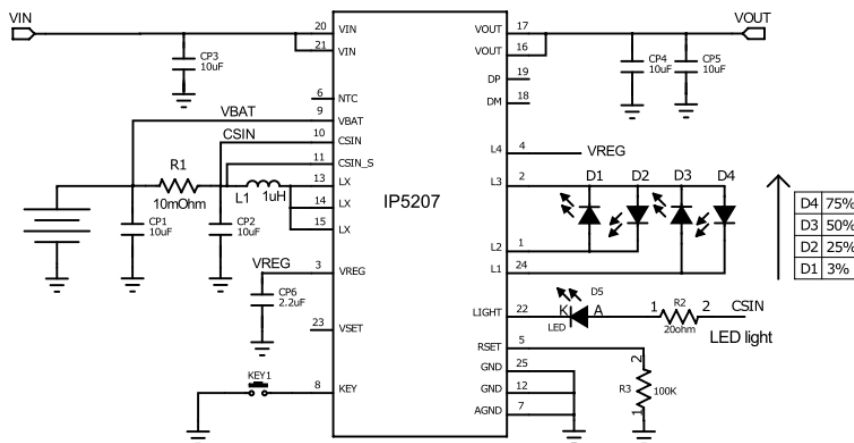 VIN
20
VIN
21
VIN
CP3
10uF
6
NTC
VBAT
9
VBAT
CSIN
10
CSIN
11
CSIN_S
R1
10mOhm
L1
1uH
13
LX
14
LX
15
LX
CP1
10uF
CP2
10uF
VREG
3
VREG
CP6
2.2uF
23
VSET
KEY1
8
KEY
IP5207
VOUT
17
VOUT
VOUT
16
CP4
10uF
CP5
10uF
DP
19
DM
18
L4
4
VREG
L3
2
D1
D2
D3
D4
L2
1
L1
24
D4 75%
D3 50%
D2 25%
D1 3%
LIGHT
22
K
A
D5
LED
1
R2
2
20ohm
CSIN
LED light
RSET
5
2
R3
100K
1
GND
25
GND
12
AGND
7